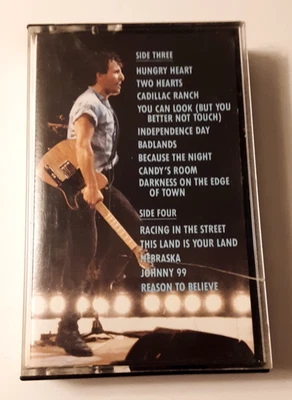 SIDE THREE
HUNGRY HEART
TWO HEARTS
CADILLAC RANCH
YOU CAN LOOK (BUT YOU
BETTER NOT TOUCH)
INDEPENDENCE DAY
BADLANDS
BECAUSE THE NIGHT
CANDY'S ROOM
DARKNESS ON THE EDGE
OF TOWN
SIDE FOUR
RACING IN THE STREET
THIS LAND IS YOUR LAND
NEBRASKA
JOHNNY 99
REASON TO BELIEVE